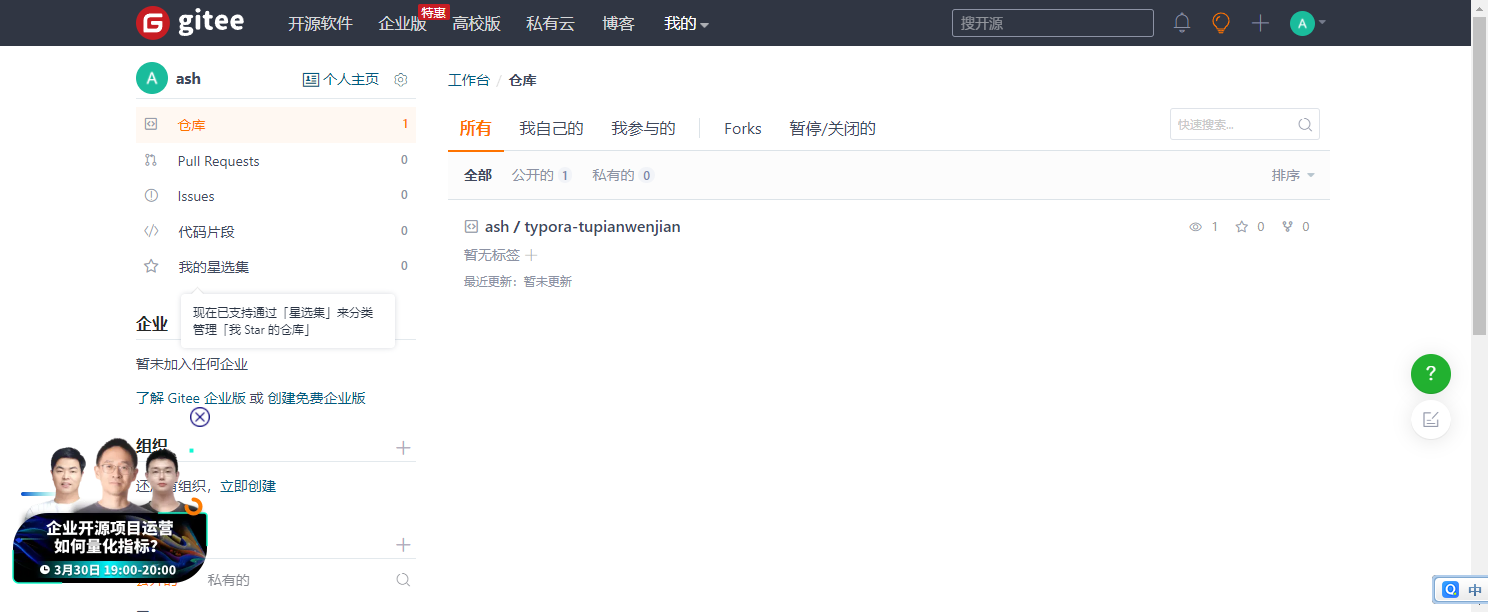 gitee
开源软件 企业版 特惠 高校版 私有云 博客 我的 搜开源 A
A ash 个人主页
仓库 1
Pull Requests 0
Issues 0
代码片段 0
我的星选集 0
现在已支持通过「星选集」来分类
管理「我 Star 的仓库」
企业
暂未加入任何企业
了解 Gitee 企业版 或 创建免费企业版
组织
组织，立即创建
企业开源项目运营
如何量化指标？
3月30日 19:00-20:00
私有的
工作台 / 仓库
所有 我自己的 我参与的 Forks 暂停/关闭的 快速搜索...
全部 公开的 1 私有的 0 排序
ash / typora-tupianwenjian 1 0 0
暂无标签
最近更新：暂未更新
?
中